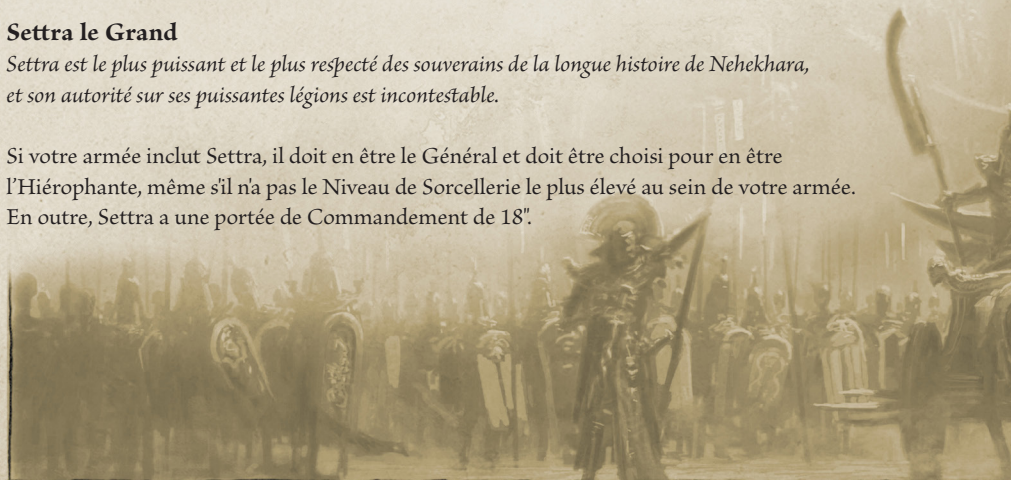 Settra le Grand
Settra est le plus puissant et le plus respecté des souverains de la longue histoire de Nehekhara,
et son autorité sur ses puissantes légions est incontestable.
Si votre armée inclut Settra, il doit en être le Général et doit être choisi pour en être
l'Hiérophante, même s'il n'a pas le Niveau de Sorcellerie le plus élevé au sein de votre armée.
En outre, Settra a une portée de Commandement de 18".